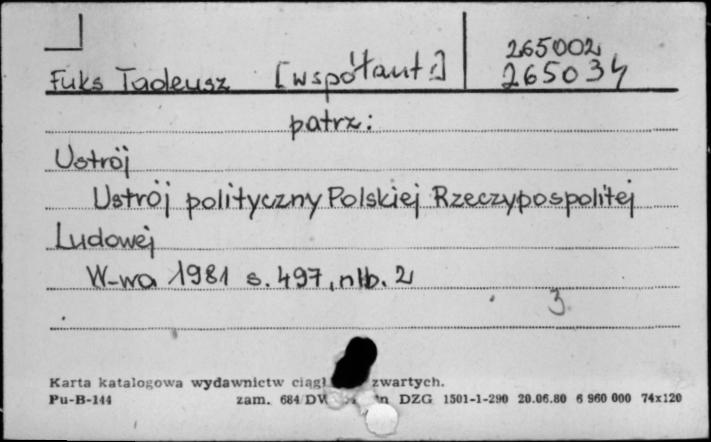 265002
Fuks Tadeusz [współaut.] 265034
patrz:
Ustrój
Ustrój polityczny Polskiej Rzeczypospolitej
Ludowej
W-wa 1981 s. 497, nlb. 2
3
Karta katalogowa wydawnictw ciągł zwartych.
Pu-B-144 zam. 684 DW n DZG 1501-1-290 20.06.80 6 960 000 74x120